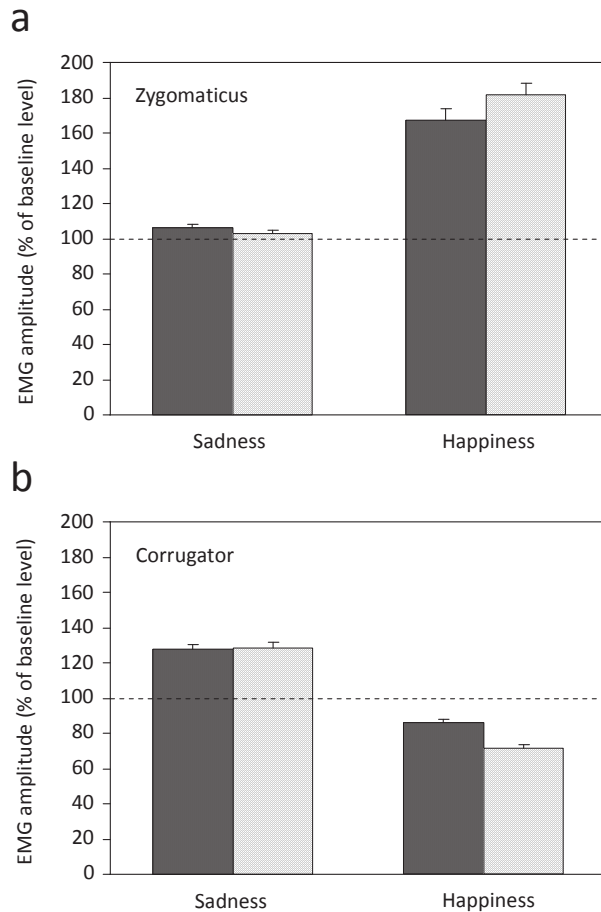 a
EMG amplitude (% of baseline level)
200
180
160
140
120
100
80
60
40
20
0
Zygomaticus
Sadness Happiness
b
EMG amplitude (% of baseline level)
200
180
160
140
120
100
80
60
40
20
0
Corrugator
Sadness Happiness